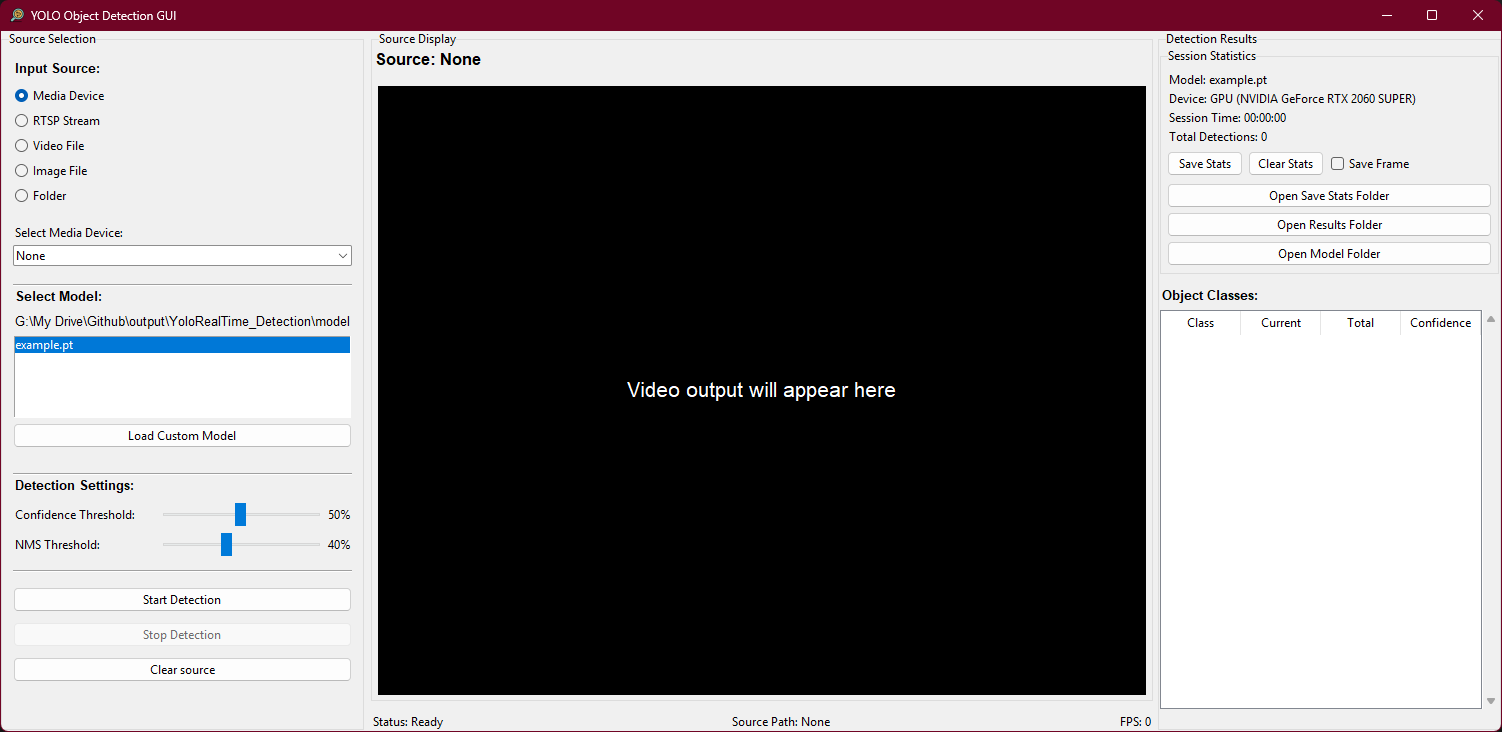 YOLO Object Detection GUI
Source Selection
Input Source:
Media Device
RTSP Stream
Video File
Image File
Folder
Select Media Device:
None
Select Model:
G:\My Drive\Github\output\YoloRealTime_Detection\model
example.pt
Load Custom Model
Detection Settings:
Confidence Threshold: 50%
NMS Threshold: 40%
Start Detection
Stop Detection
Clear source
Source Display
Source: None
Video output will appear here
Status: Ready Source Path: None FPS: 0
Detection Results
Session Statistics
Model: example.pt
Device: GPU (NVIDIA GeForce RTX 2060 SUPER)
Session Time: 00:00:00
Total Detections: 0
Save Stats Clear Stats Save Frame
Open Save Stats Folder
Open Results Folder
Open Model Folder
Object Classes:
Class Current Total Confidence